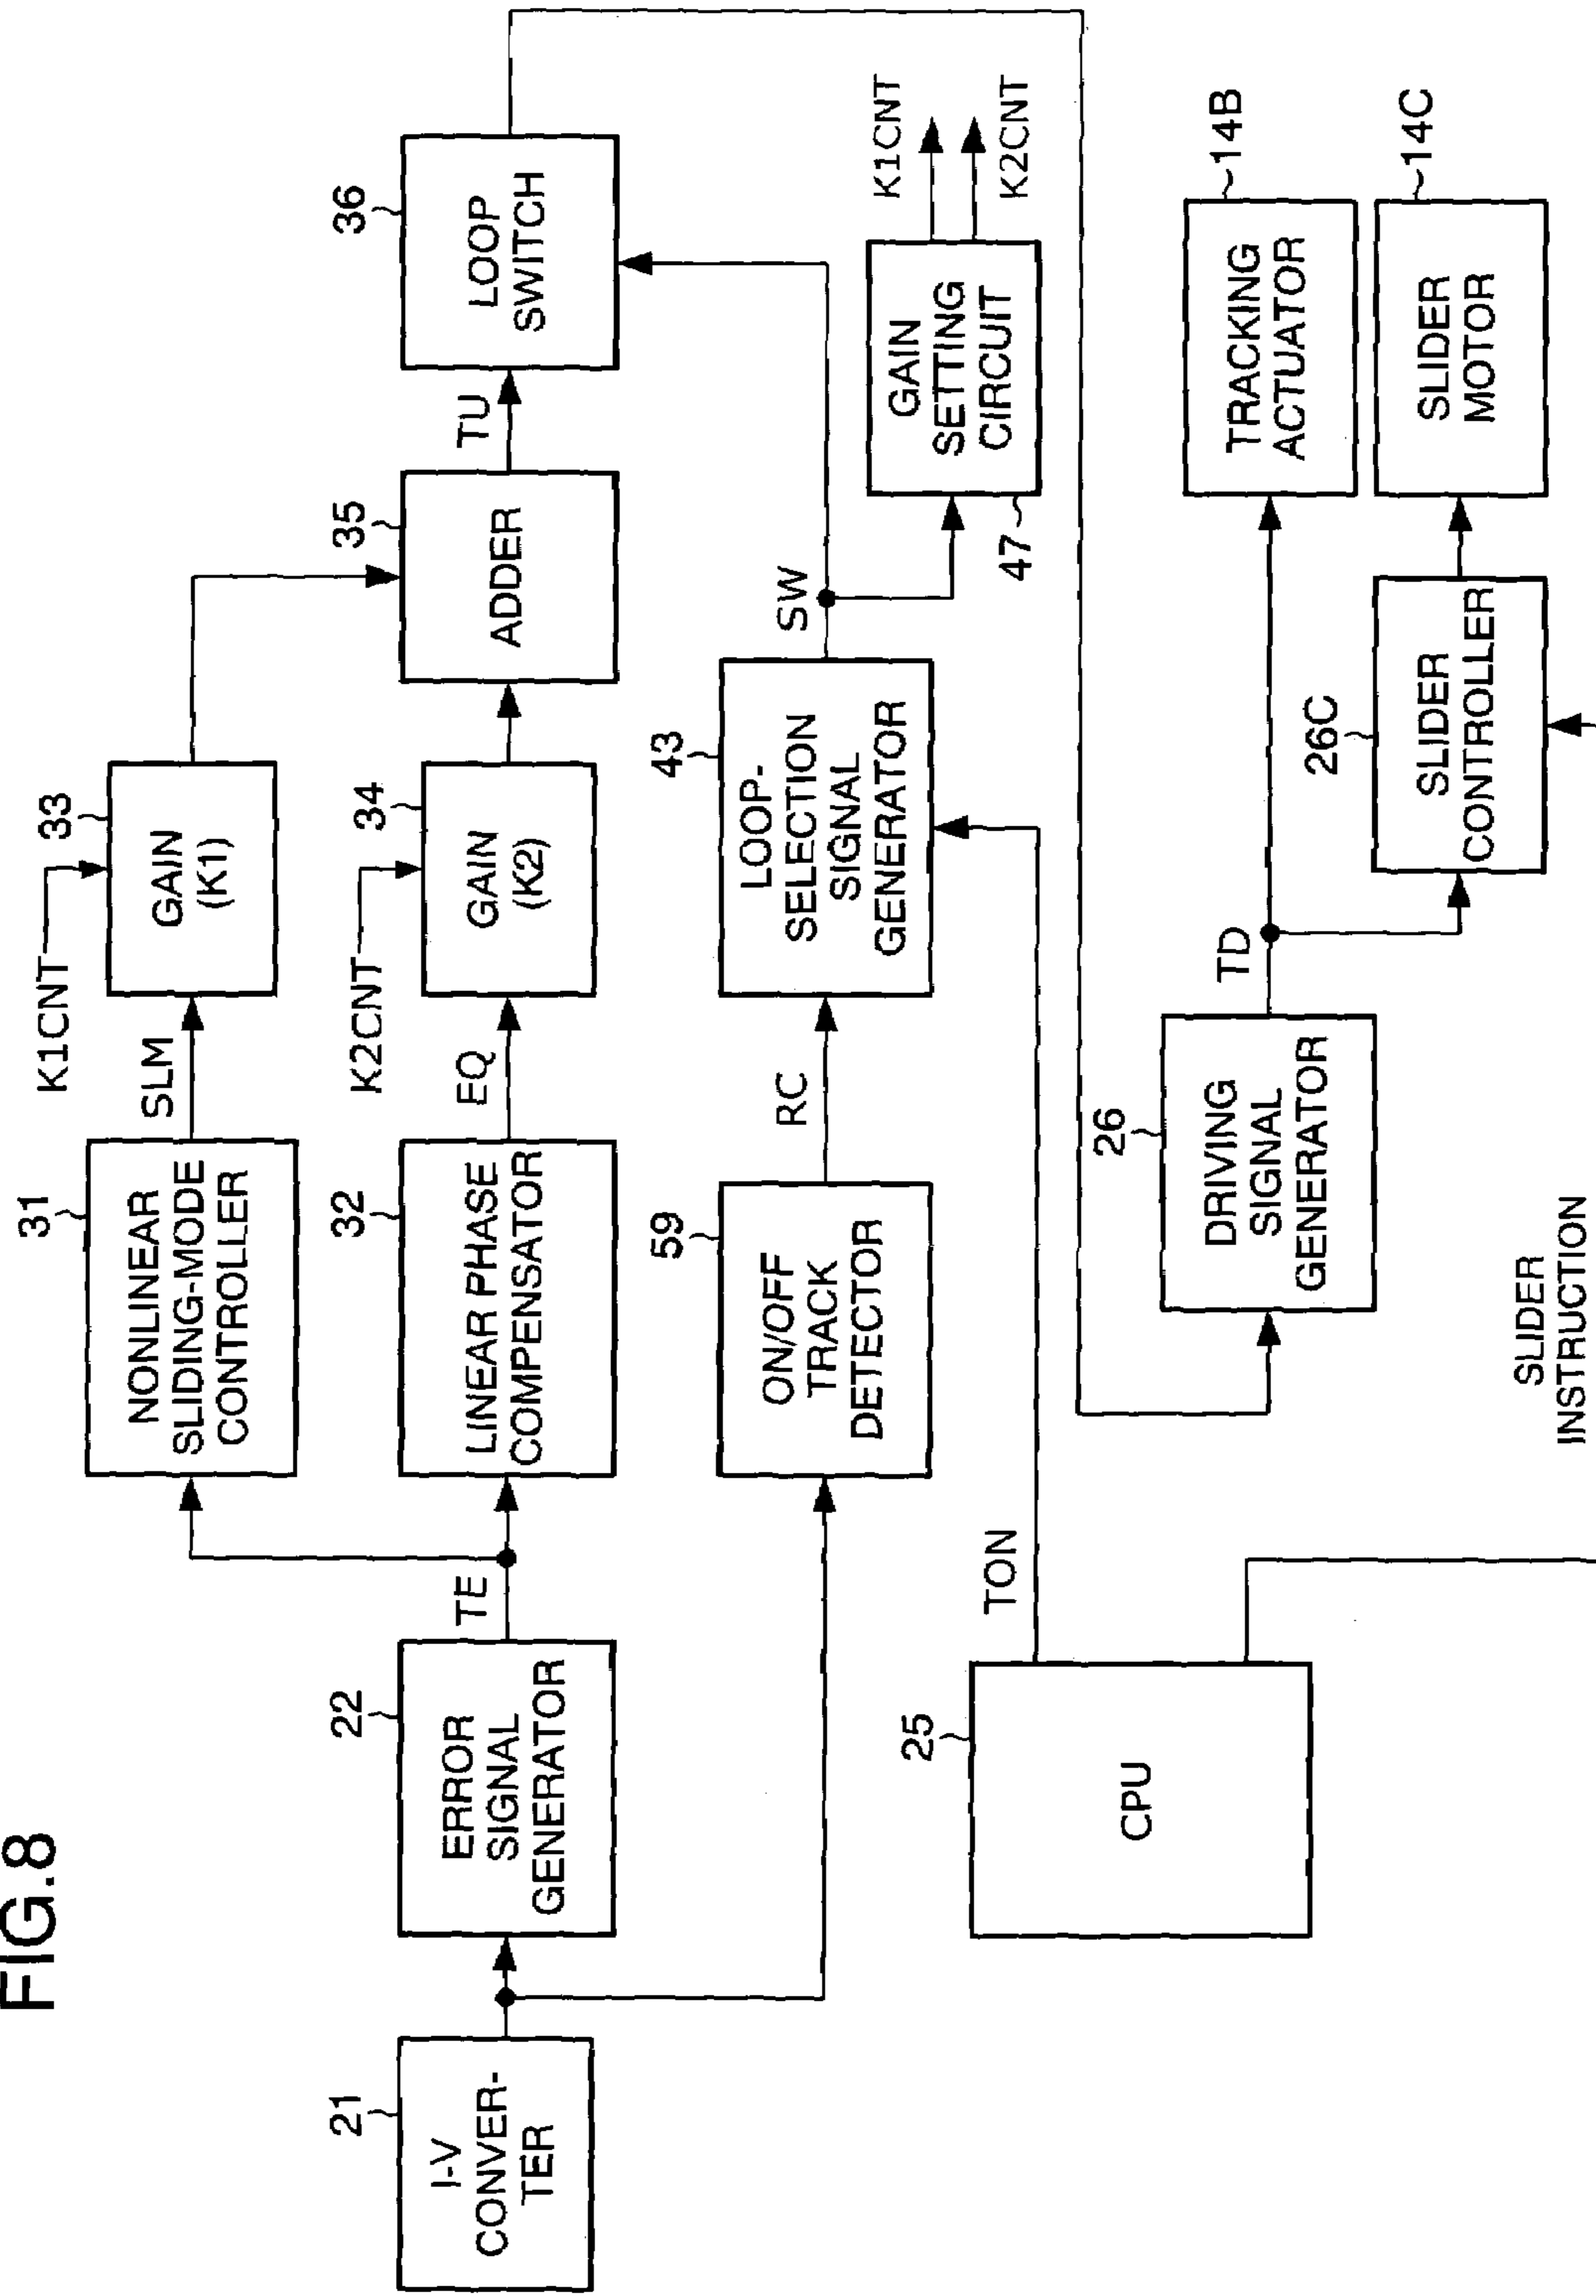 FIG.8
K1CNT
33
31
SLM
NONLINEAR
SLIDING-MODE
CONTROLLER
GAIN
(K1)
K2CNT
21
22
32
34
35
36
I-V
CONVER-
TER
ERROR
SIGNAL
GENERATOR
TE
LINEAR PHASE
COMPENSATOR
EQ
GAIN
(K2)
ADDER
TU
LOOP
SWITCH
59
43
ON/OFF
TRACK
DETECTOR
RC
LOOP-
SELECTION
SIGNAL
GENERATOR
SW
GAIN
SETTING
CIRCUIT
K1CNT
K2CNT
47
25
CPU
TON
26
DRIVING
SIGNAL
GENERATOR
TD
TRACKING
ACTUATOR
14B
26C
SLIDER
CONTROLLER
SLIDER
MOTOR
14C
SLIDER
INSTRUCTION